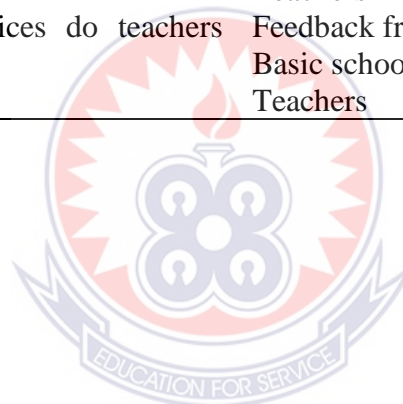 ices do teachers Feedback fr
Basic schoo
Teachers
EDUCATION FOR SERVICE